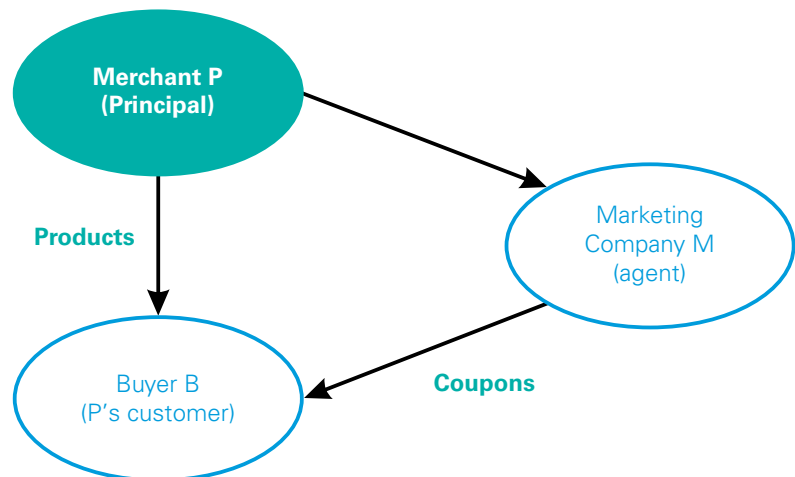 Merchant P
(Principal)
Products
Marketing
Company M
(agent)
Buyer B
(P's customer)
Coupons